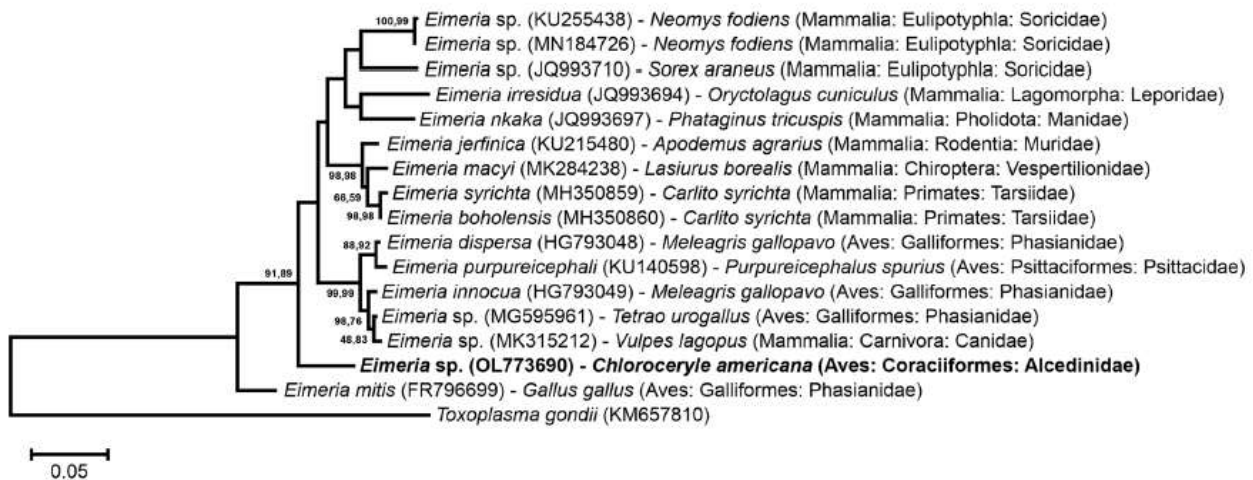 100,99
Eimeria sp. (KU255438) - Neomys fodiens (Mammalia: Eulipotyphla: Soricidae)
Eimeria sp. (MN184726) - Neomys fodiens (Mammalia: Eulipotyphla: Soricidae)
Eimeria sp. (JQ993710) - Sorex araneus (Mammalia: Eulipotyphla: Soricidae)
Eimeria irresidua (JQ993694) - Oryctolagus cuniculus (Mammalia: Lagomorpha: Leporidae)
Eimeria nkaka (JQ993697) - Phataginus tricuspis (Mammalia: Pholidota: Manidae)
Eimeria jerfinica (KU215480) - Apodemus agrarius (Mammalia: Rodentia: Muridae)
98,98
Eimeria macyi (MK284238) - Lasiurus borealis (Mammalia: Chiroptera: Vespertilionidae)
66,59
Eimeria syrichta (MH350859) - Carlito syrichta (Mammalia: Primates: Tarsiidae)
98,98
Eimeria boholensis (MH350860) - Carlito syrichta (Mammalia: Primates: Tarsiidae)
88,92
Eimeria dispersa (HG793048) - Meleagris gallopavo (Aves: Galliformes: Phasianidae)
91,89
Eimeria purpureicephali (KU140598) - Purpureicephalus spurius (Aves: Psittaciformes: Psittacidae)
99,99
Eimeria innocua (HG793049) - Meleagris gallopavo (Aves: Galliformes: Phasianidae)
98,76
Eimeria sp. (MG595961) - Tetrao urogallus (Aves: Galliformes: Phasianidae)
48,83
Eimeria sp. (MK315212) - Vulpes lagopus (Mammalia: Carnivora: Canidae)
Eimeria sp. (OL773690) - Chloroceryle americana (Aves: Coraciiformes: Alcedinidae)
Eimeria mitis (FR796699) - Gallus gallus (Aves: Galliformes: Phasianidae)
Toxoplasma gondii (KM657810)
0.05